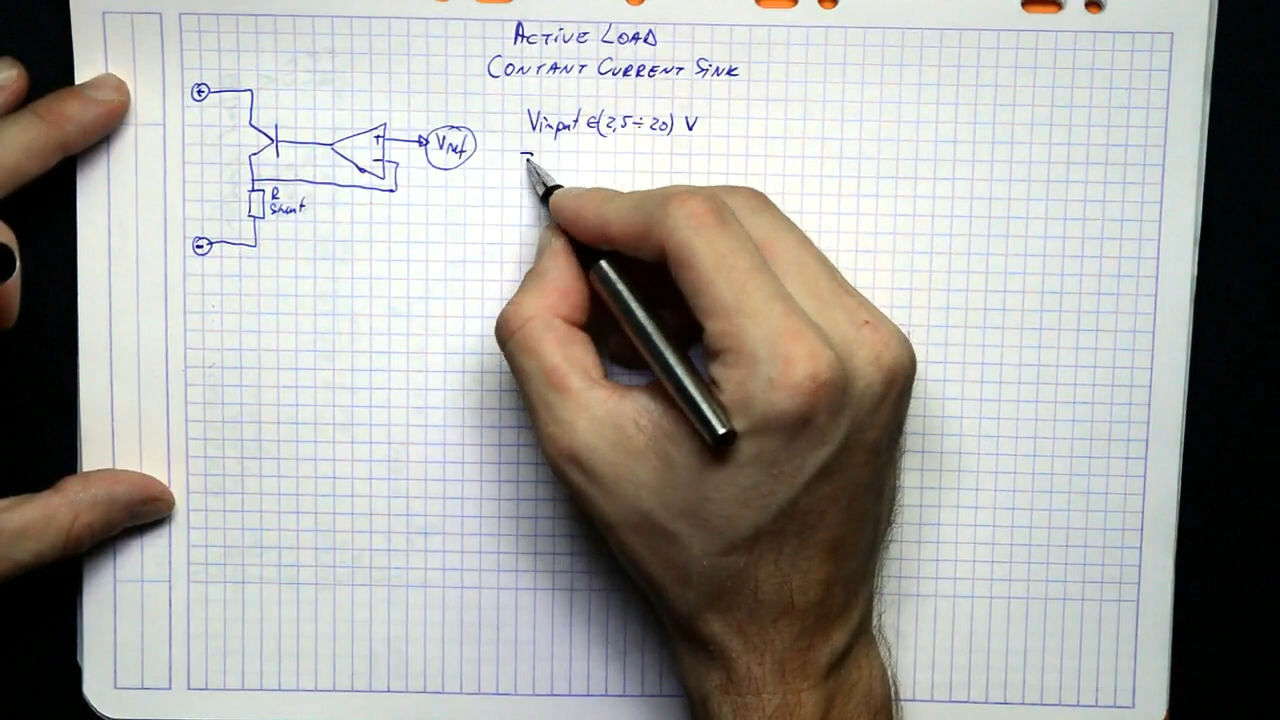 ACTIVE LOAD
CONTANT CURRENT SINK
+
Vinput ∈(2,5÷20) V
+ Vref
-
R
Shunt
-